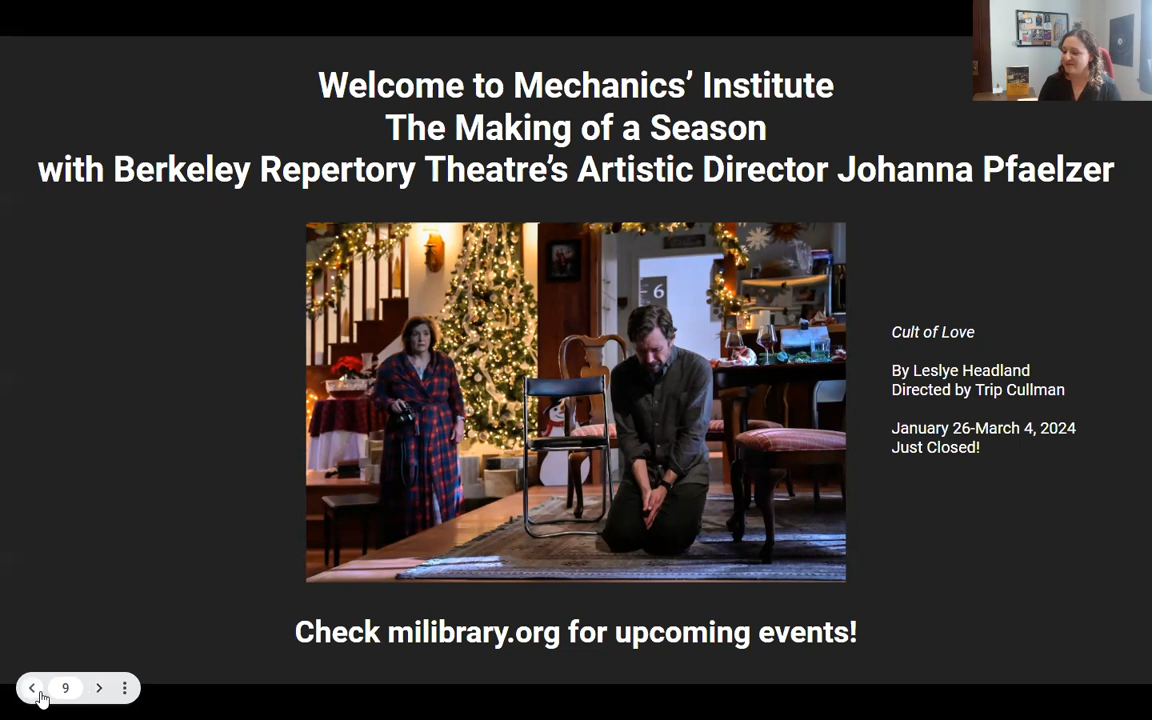 Welcome to Mechanics' Institute
The Making of a Season
with Berkeley Repertory Theatre's Artistic Director Johanna Pfaelzer
6
Cult of Love
By Leslye Headland
Directed by Trip Cullman
January 26-March 4, 2024
Just Closed!
Check milibrary.org for upcoming events!
9